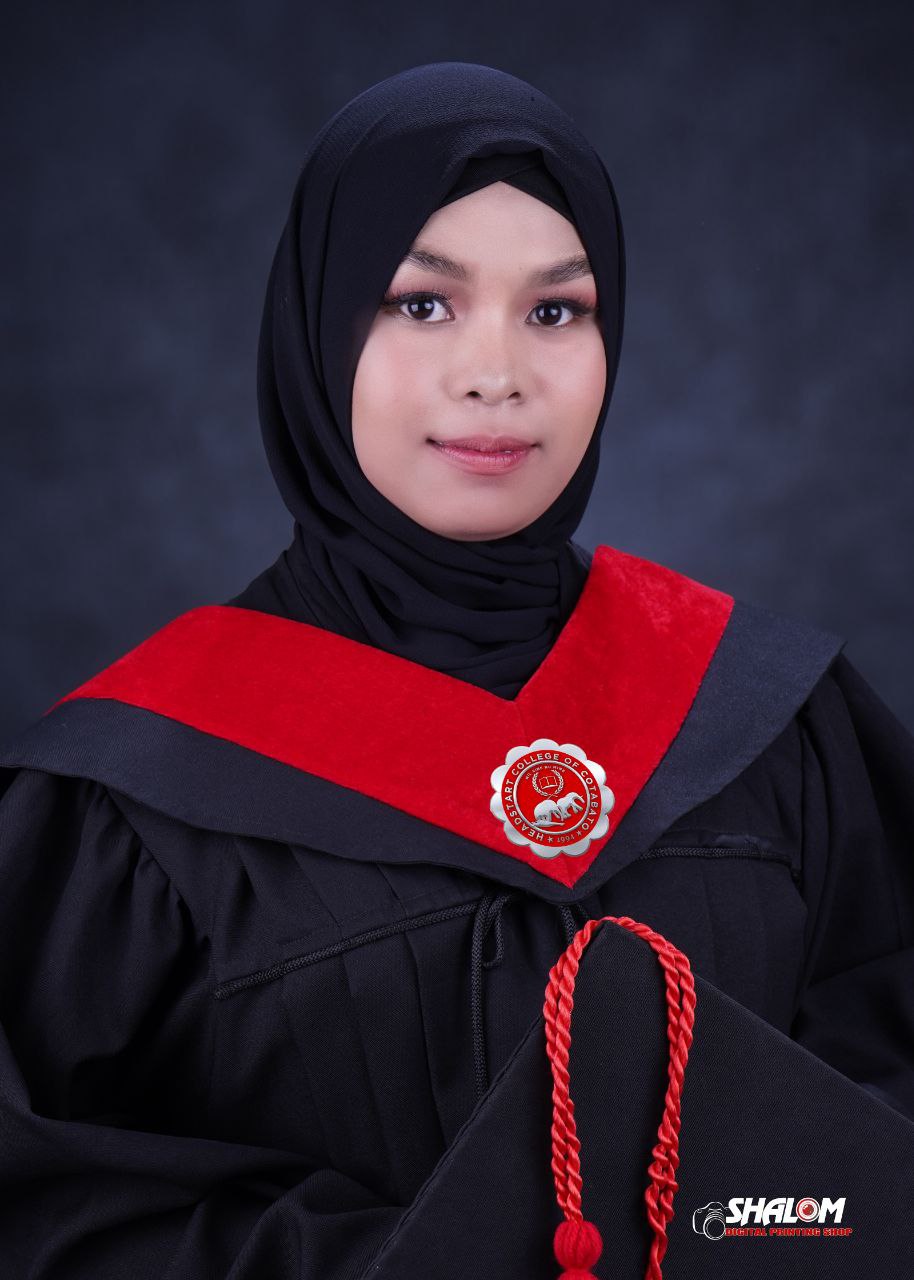 HEADSTART COLLEGE OF COTABATO
★ 1994 ★
SHALOM
DIGITAL PRINTING SHOP